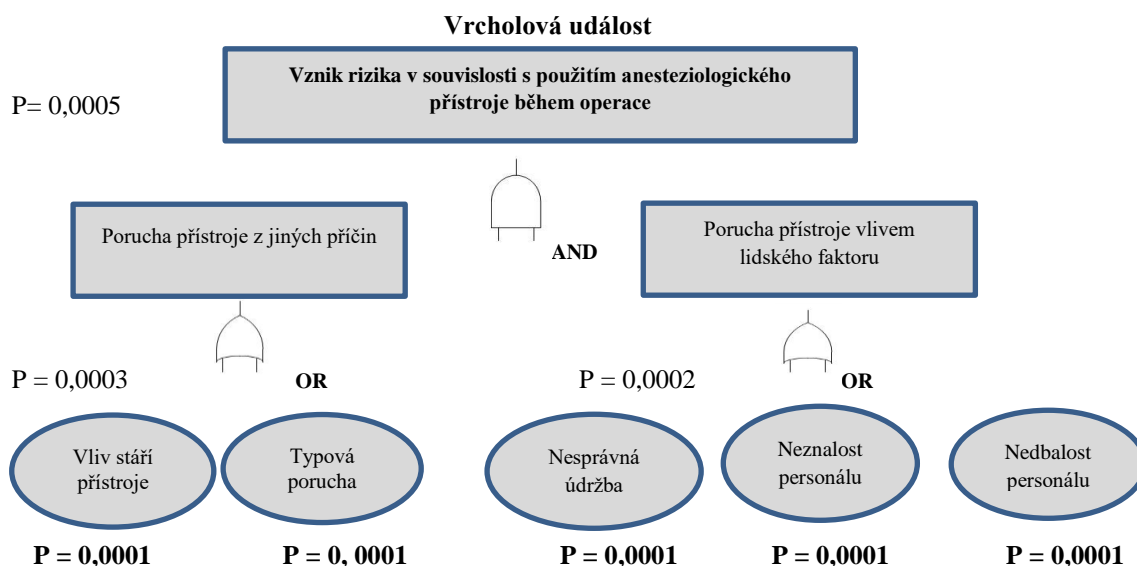 Vrcholová událost
Vznik rizika v souvislosti s použitím anesteziologického
přístroje během operace
P= 0,0005
Porucha přístroje z jiných příčin
AND
Porucha přístroje vlivem
lidského faktoru
P = 0,0003
OR
P = 0,0002
OR
Vliv stáří
přístroje
Typová
porucha
Nesprávná
údržba
Neznalost
personálu
Nedbalost
personálu
P = 0,0001
P = 0, 0001
P = 0,0001
P = 0,0001
P = 0,0001